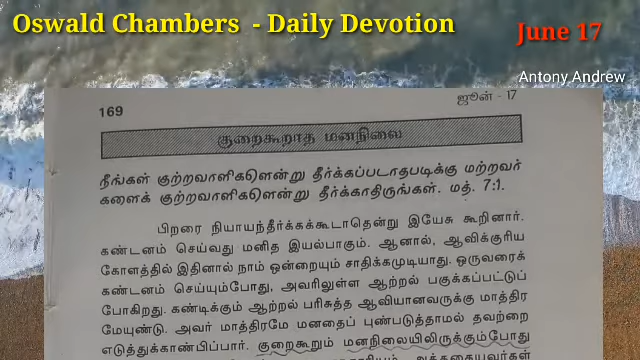 Oswald Chambers - Daily Devotion
June 17
Antony Andrew
169
ஜூன் - 17
குறைகூறாத மனநிலை
நீங்கள் குற்றவாளிகளென்று தீர்க்கப்படாதபடிக்கு மற்றவர்
களைக் குற்றவாளிகளென்று தீர்க்காதிருங்கள். மத். 7:1.
பிறரை நியாயந்தீர்க்கக்கூடாதென்று இயேசு கூறினார்.
கண்டனம் செய்வது மனித இயல்பாகும். ஆனால், ஆவிக்குரிய
கோளத்தில் இதினால் நாம் ஒன்றையும் சாதிக்கமுடியாது. ஒருவரைக்
கண்டனம் செய்யும்போது, அவரிலுள்ள ஆற்றல் பகுக்கப்பட்டுப்
போகிறது. கண்டிக்கும் ஆற்றல் பரிசுத்த ஆவியானவருக்கு மாத்திர
மேயுண்டு. அவர் மாத்திரமே மனதைப் புண்படுத்தாமல் தவற்றை
எடுத்துக்காண்பிப்பார். குறைகூறும் மனநிலையிலிருக்கும்போது